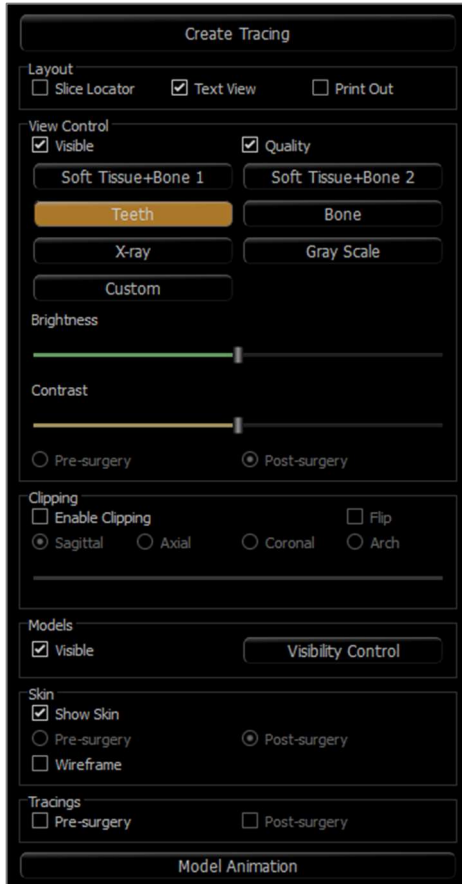 Create Tracing
Layout
Slice Locator Text View Print Out
View Control
Visible Quality
Soft Tissue+Bone 1 Soft Tissue+Bone 2
Teeth Bone
X-ray Gray Scale
Custom
Brightness
Contrast
Pre-surgery Post-surgery
Clipping
Enable Clipping Flip
Sagittal Axial Coronal Arch
Models
Visible Visibility Control
Skin
Show Skin
Pre-surgery Post-surgery
Wireframe
Tracings
Pre-surgery Post-surgery
Model Animation